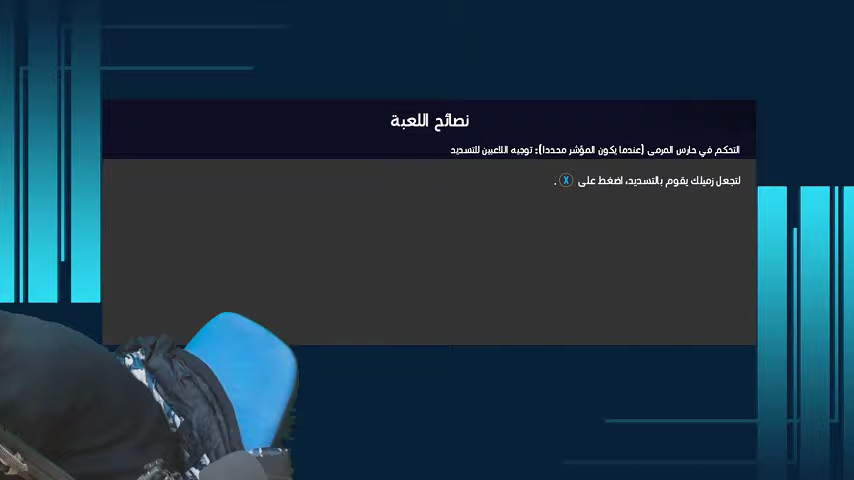 نصائح اللعبة
التحكم في حارس المرمى (عندما يكون المؤشر محددا): توجيه اللاعبين للتسديد
لتجعل زميلك يقوم بالتسديد، اضغط على X .